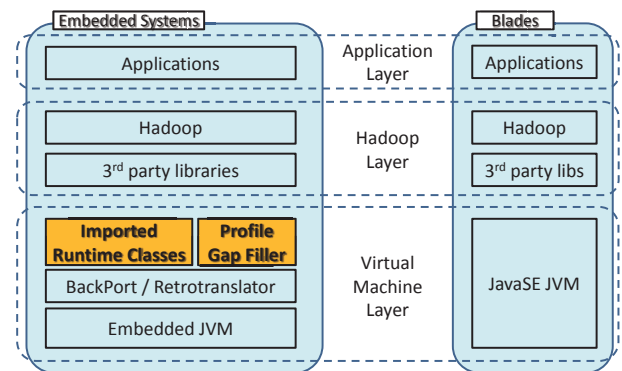 Embedded Systems
Blades
Applications
Application
Layer
Applications
Hadoop
3rd party libraries
Hadoop
Layer
Hadoop
3rd party libs
Imported
Runtime Classes
Profile
Gap Filler
BackPort / Retrotranslator
Embedded JVM
Virtual
Machine
Layer
JavaSE JVM